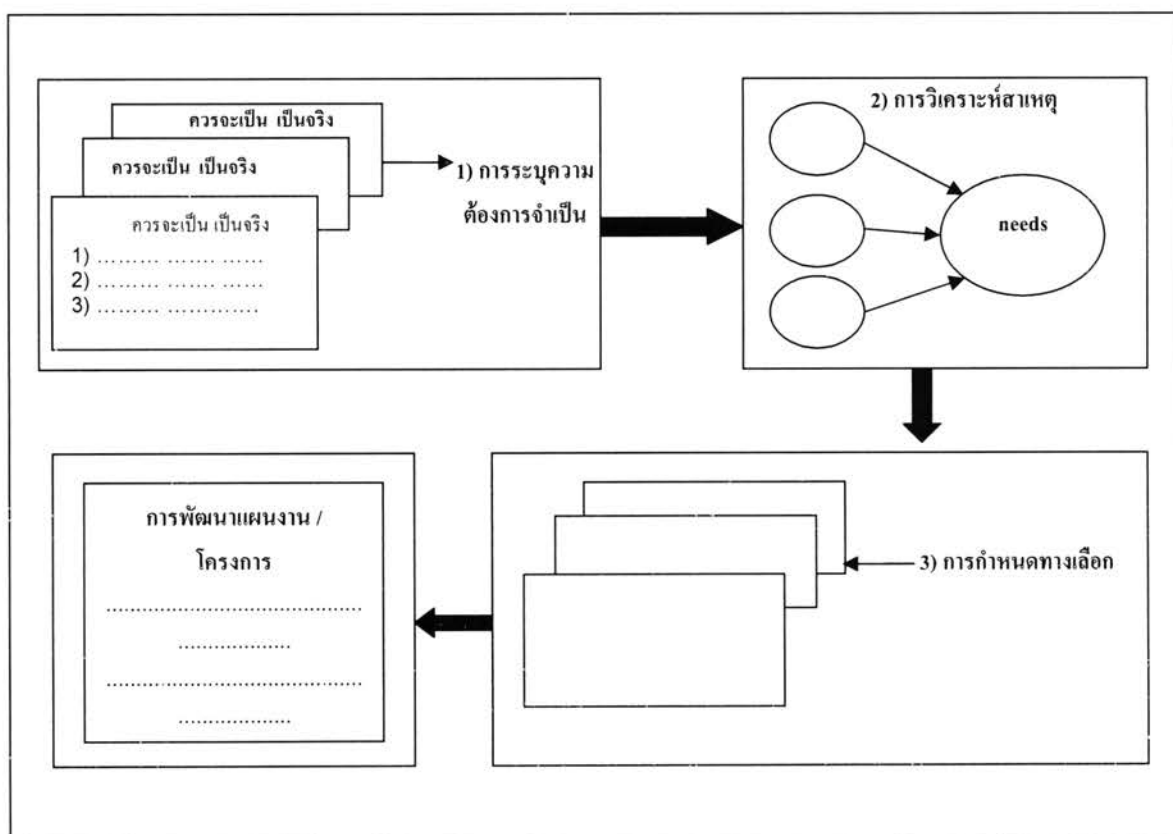 ควรจะเป็น เป็นจริง
ควรจะเป็น เป็นจริง
ควรจะเป็น เป็นจริง
1) ……… ……. ……
2) ……… ……. ……
3) ……… ………….
1) การระบุความ
ต้องการจำเป็น
2) การวิเคราะห์สาเหตุ
needs
3) การกำหนดทางเลือก
การพัฒนาแผนงาน /
โครงการ
...............................................
....................
...............................................
....................